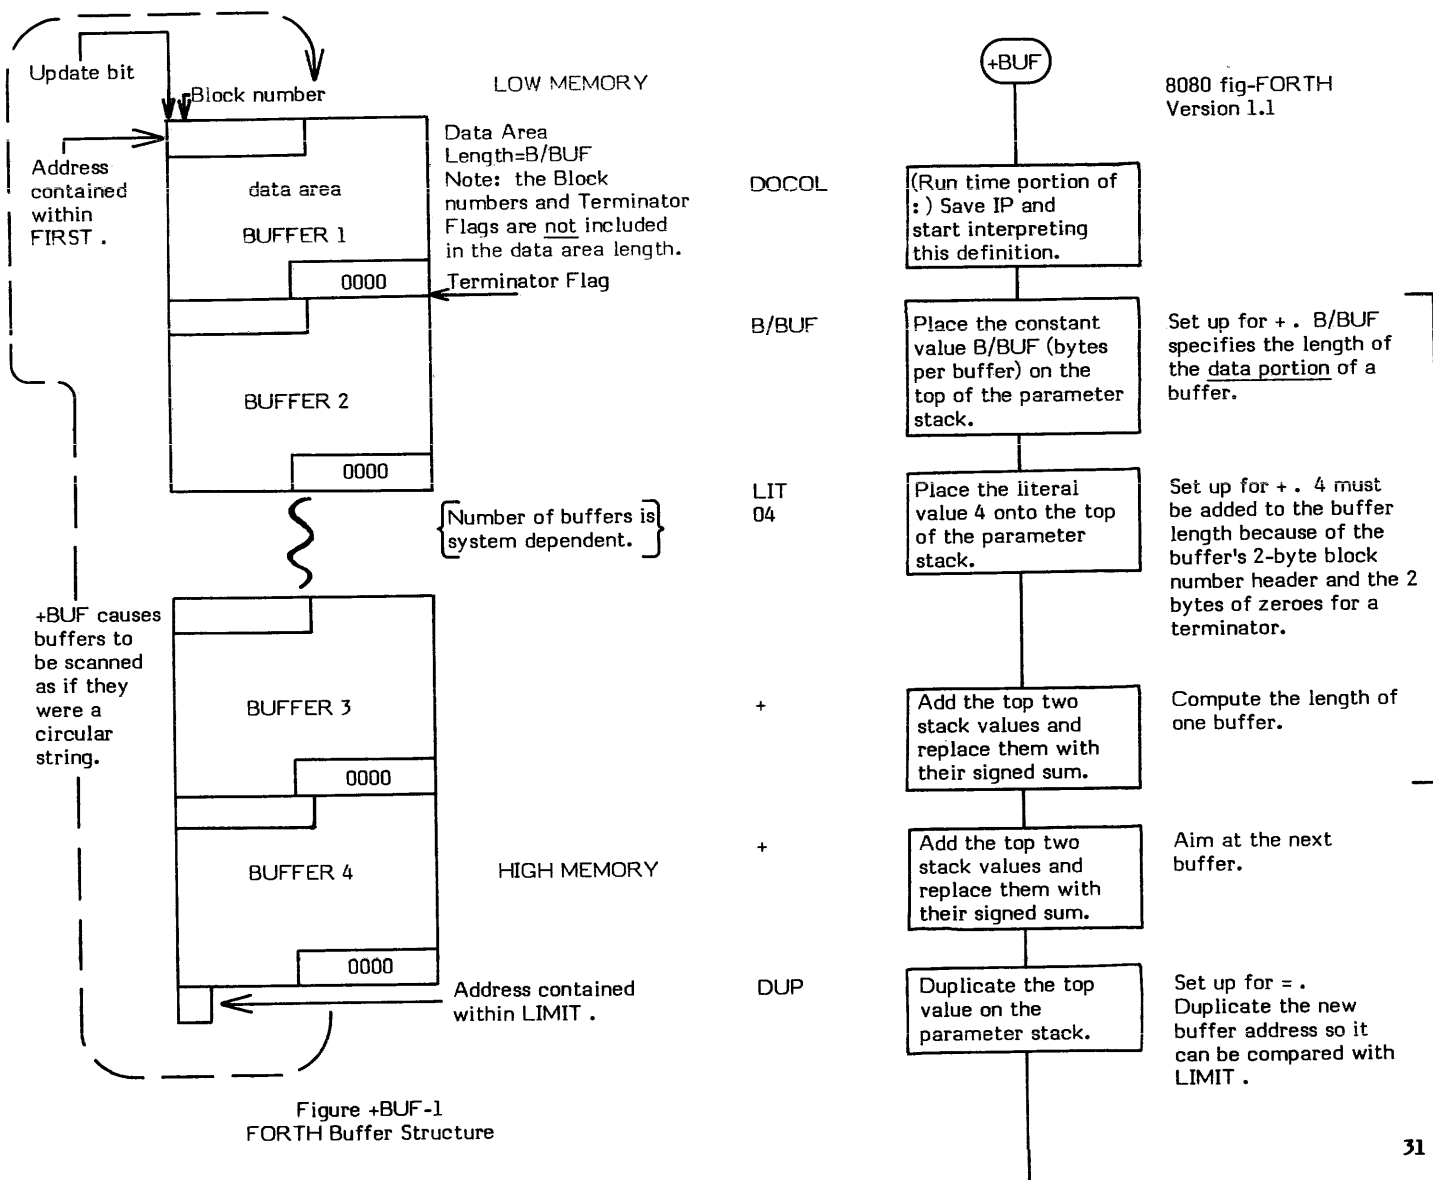 Update bit
Block number
LOW MEMORY
Address
contained
within
FIRST .
data area
BUFFER 1
0000
Data Area
Length=B/BUF
Note: the Block
numbers and Terminator
Flags are not included
in the data area length.
Terminator Flag
BUFFER 2
0000
Number of buffers is
system dependent.
+BUF causes
buffers to
be scanned
as if they
were a
circular
string.
BUFFER 3
0000
BUFFER 4
HIGH MEMORY
0000
Address contained
within LIMIT .
Figure +BUF-1
FORTH Buffer Structure
+BUF
8080 fig-FORTH
Version 1.1
DOCOL
(Run time portion of
: ) Save IP and
start interpreting
this definition.
B/BUF
Place the constant
value B/BUF (bytes
per buffer) on the
top of the parameter
stack.
Set up for + . B/BUF
specifies the length of
the data portion of a
buffer.
LIT
04
Place the literal
value 4 onto the top
of the parameter
stack.
Set up for + . 4 must
be added to the buffer
length because of the
buffer's 2-byte block
number header and the 2
bytes of zeroes for a
terminator.
+
Add the top two
stack values and
replace them with
their signed sum.
Compute the length of
one buffer.
+
Add the top two
stack values and
replace them with
their signed sum.
Aim at the next
buffer.
DUP
Duplicate the top
value on the
parameter stack.
Set up for = .
Duplicate the new
buffer address so it
can be compared with
LIMIT .
31